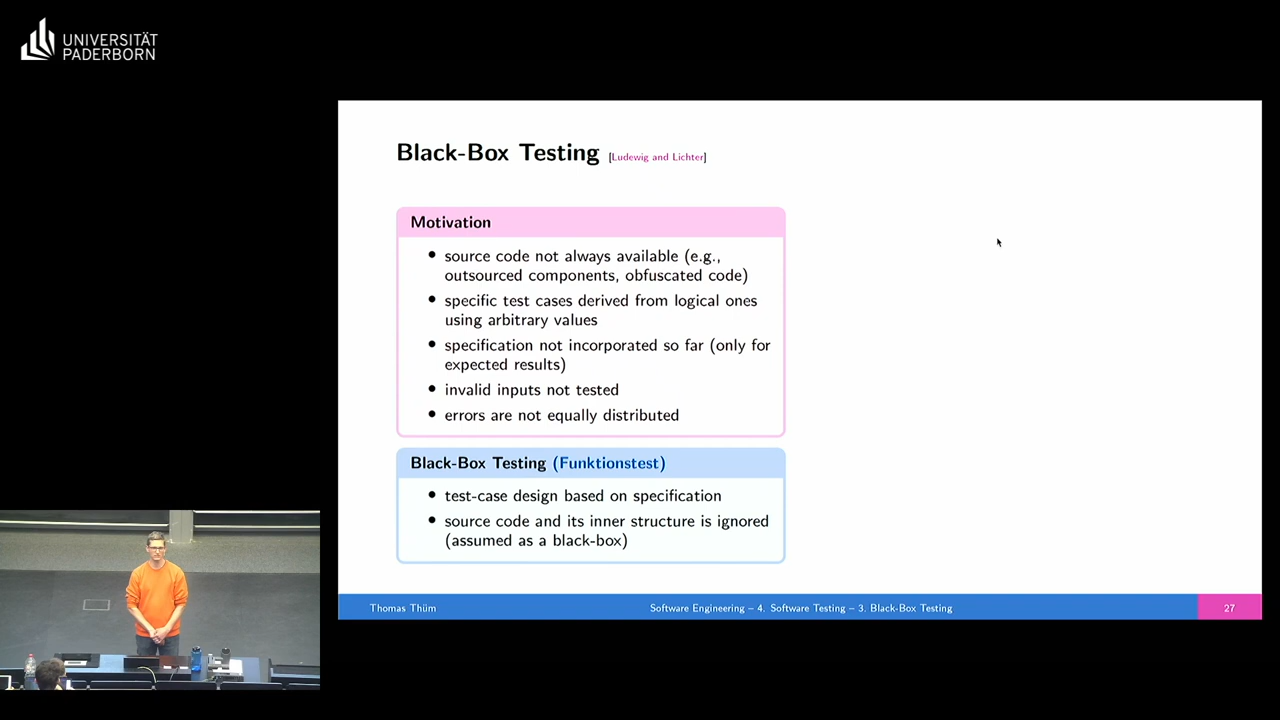 UNIVERSITÄT
PADERBORN
Black-Box Testing [Ludewig and Lichter]
Motivation
• source code not always available (e.g.,
outsourced components, obfuscated code)
• specific test cases derived from logical ones
using arbitrary values
• specification not incorporated so far (only for
expected results)
• invalid inputs not tested
• errors are not equally distributed
Black-Box Testing (Funktionstest)
• test-case design based on specification
• source code and its inner structure is ignored
(assumed as a black-box)
Thomas Thüm
Software Engineering – 4. Software Testing – 3. Black-Box Testing
27